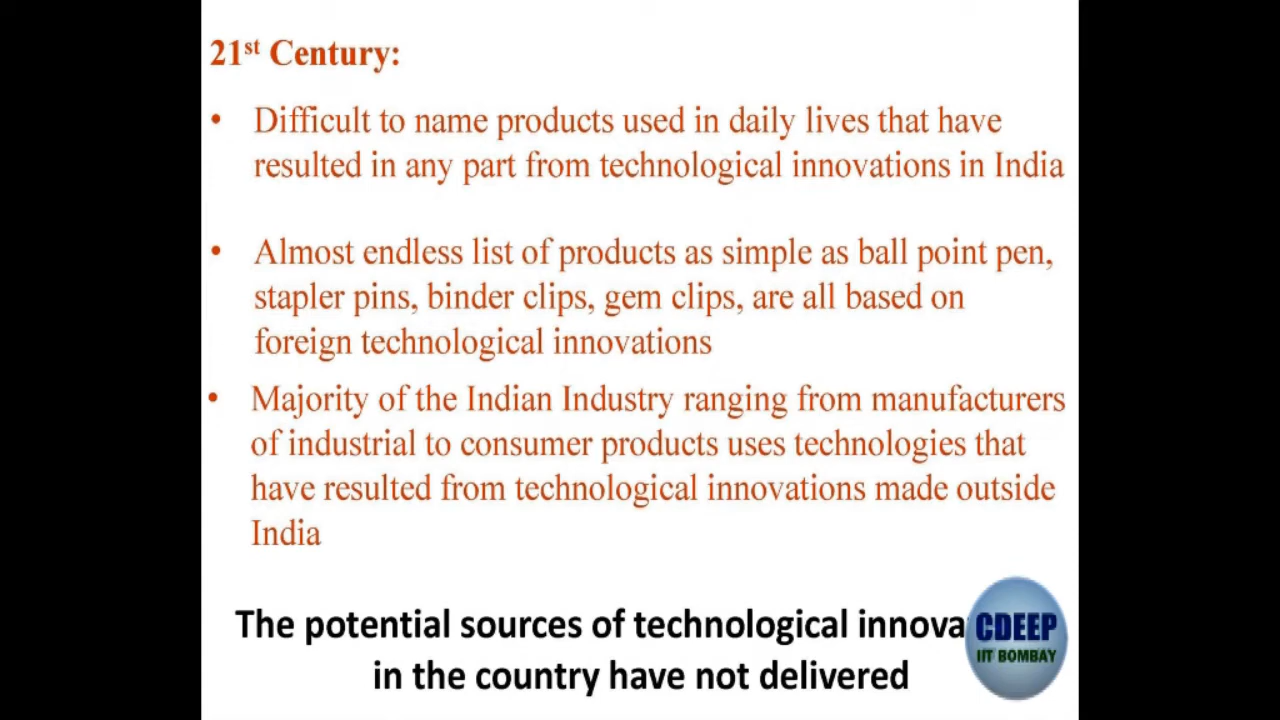 21st Century:
• Difficult to name products used in daily lives that have
resulted in any part from technological innovations in India
• Almost endless list of products as simple as ball point pen,
stapler pins, binder clips, gem clips, are all based on
foreign technological innovations
• Majority of the Indian Industry ranging from manufacturers
of industrial to consumer products uses technologies that
have resulted from technological innovations made outside
India
The potential sources of technological innova
in the country have not delivered
CDEEP
IIT BOMBAY